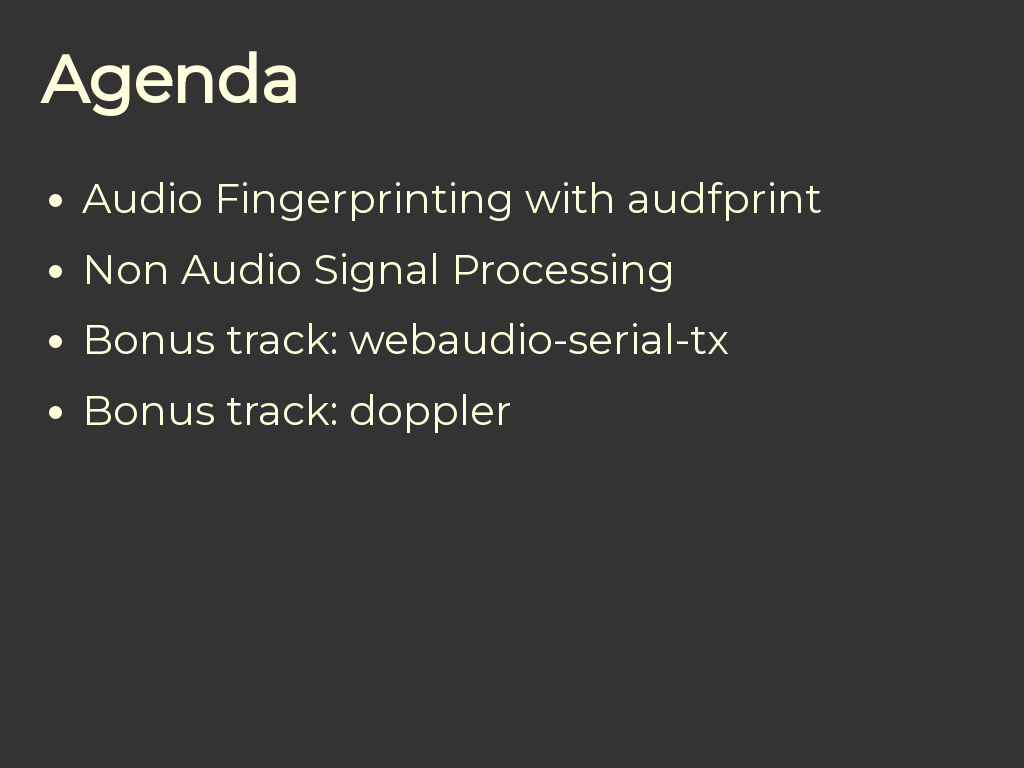 Agenda
• Audio Fingerprinting with audfprint
• Non Audio Signal Processing
• Bonus track: webaudio-serial-tx
• Bonus track: doppler